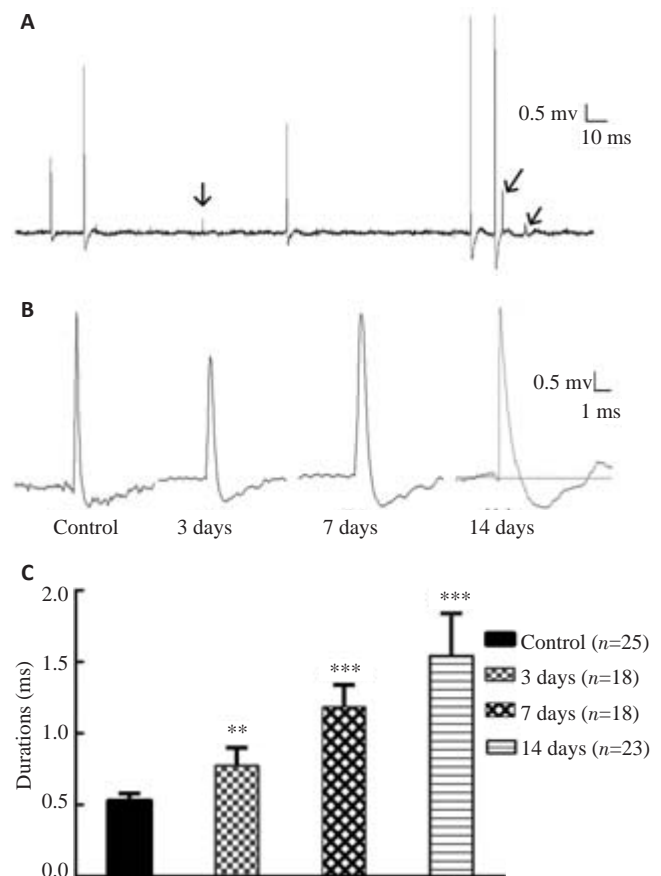 A
0.5 mv
10 ms
B
0.5 mv
1 ms
Control 3 days 7 days 14 days
C
2.0
1.5
1.0
0.5
0.0
Durations (ms)
**
***
***
Control (n=25)
3 days (n=18)
7 days (n=18)
14 days (n=23)